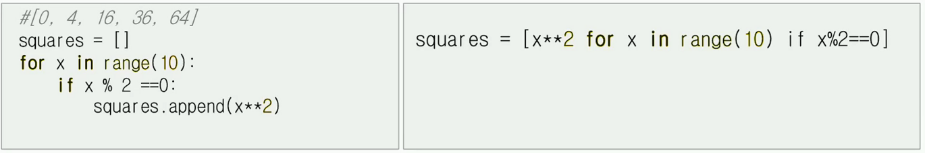 #[0, 4, 16, 36, 64]
squares = []
for x in range(10):
    if x % 2 ==0:
        squares.append(x**2)
squares = [x**2 for x in range(10) if x%2==0]